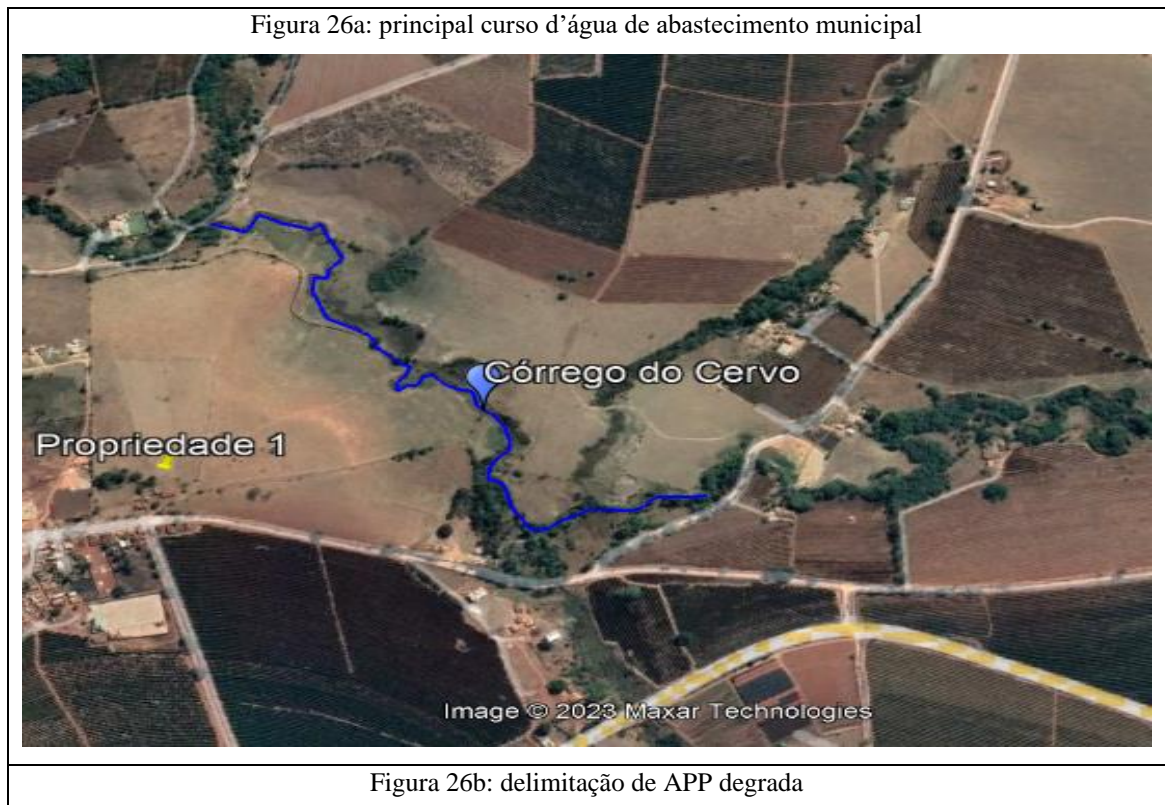 Figura 26a: principal curso d’água de abastecimento municipal
Córrego do Cervo
Propriedade 1
Image © 2023 Maxar Technologies
Figura 26b: delimitação de APP degrada